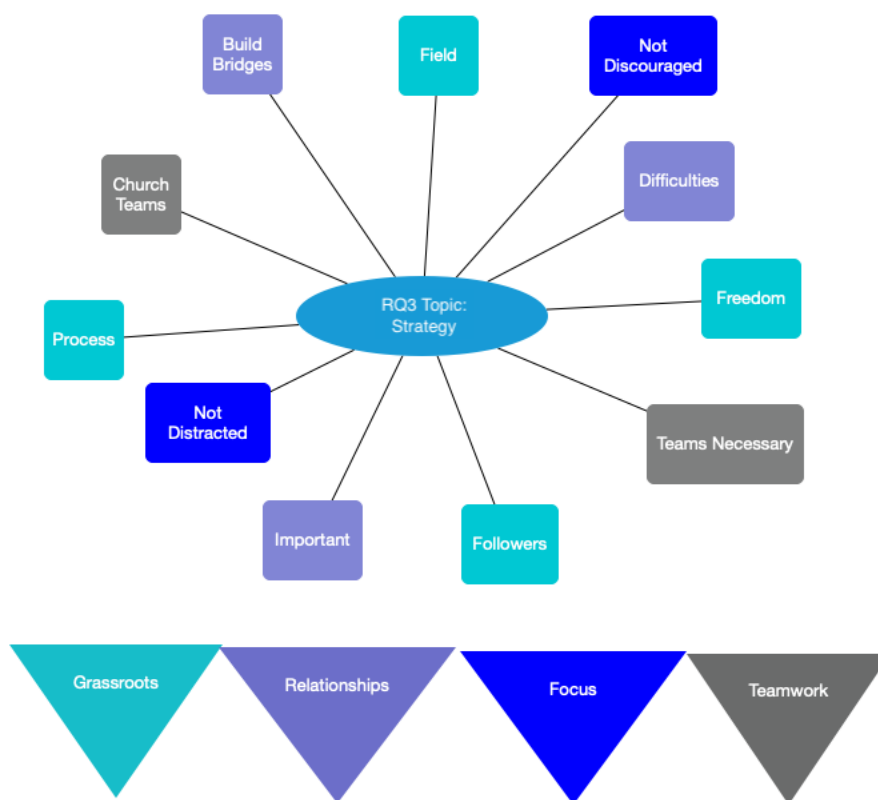 Build
Bridges
Field
Not
Discouraged
Church
Teams
Difficulties
RQ3 Topic:
Strategy
Freedom
Process
Not
Distracted
Teams Necessary
Important
Followers
Grassroots
Relationships
Focus
Teamwork